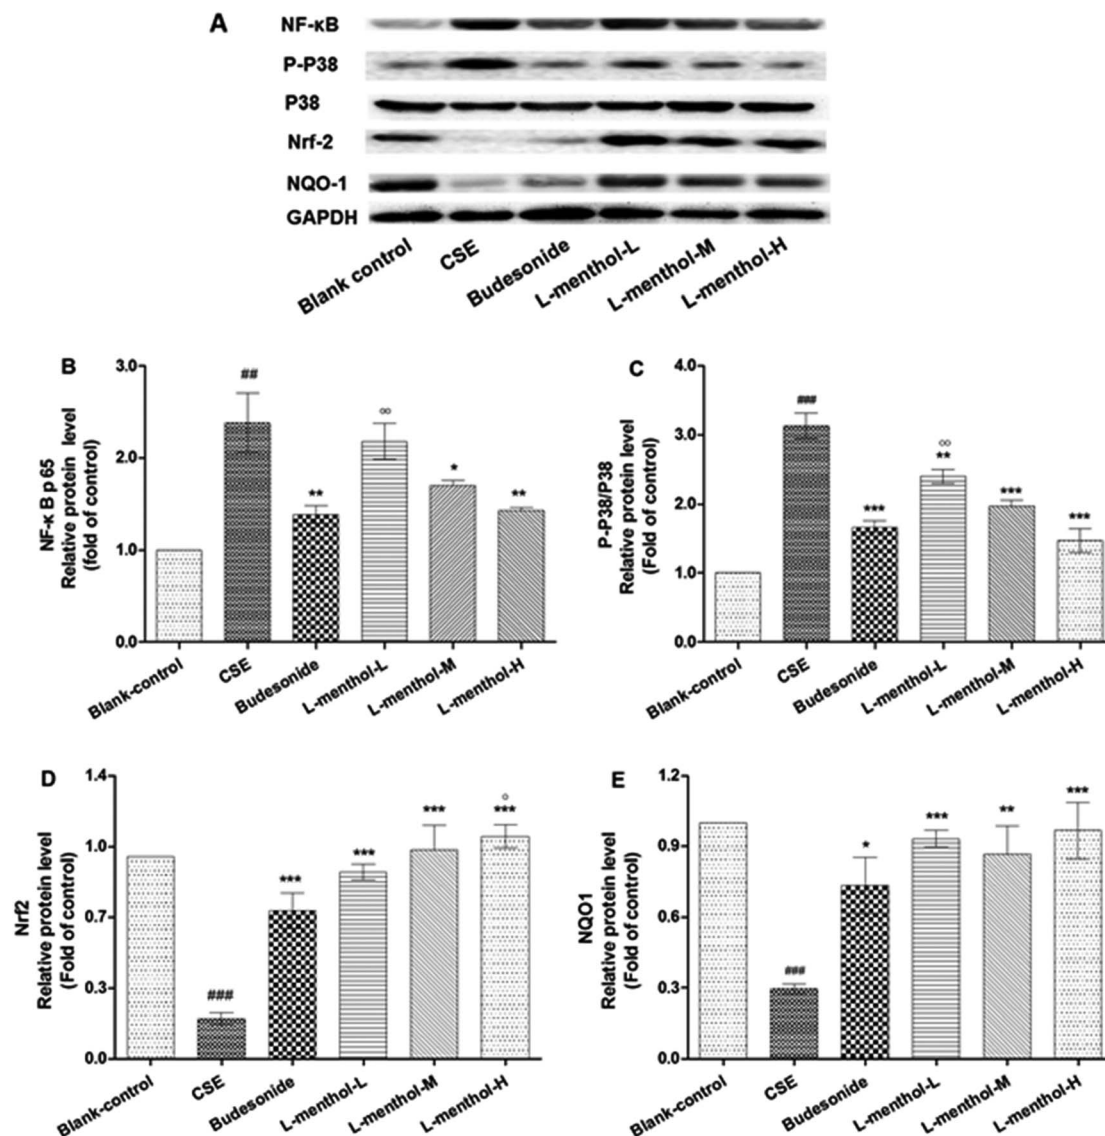 A
NF-κB
P-P38
P38
Nrf-2
NQO-1
GAPDH
Blank control
CSE
Budesonide
L-menthol-L
L-menthol-M
L-menthol-H
B
NF-κ B p 65
Relative protein level
(fold of control)
3.0
2.0
1.0
0.0
##
**
°°
*
**
Blank-control
CSE
Budesonide
L-menthol-L
L-menthol-M
L-menthol-H
C
P-P38/P38
Relative protein level
(Fold of control)
4.0
3.0
2.0
1.0
0.0
###
***
°°
**
***
***
Blank-control
CSE
Budesonide
L-menthol-L
L-menthol-M
L-menthol-H
D
Nrf2
Relative protein level
(Fold of control)
1.4
1.0
0.7
0.3
0.0
###
***
***
***
°
***
Blank-control
CSE
Budesonide
L-menthol-L
L-menthol-M
L-menthol-H
E
NQO1
Relative protein level
(Fold of control)
1.2
0.9
0.6
0.3
0.0
###
*
***
**
***
Blank-control
CSE
Budesonide
L-menthol-L
L-menthol-M
L-menthol-H